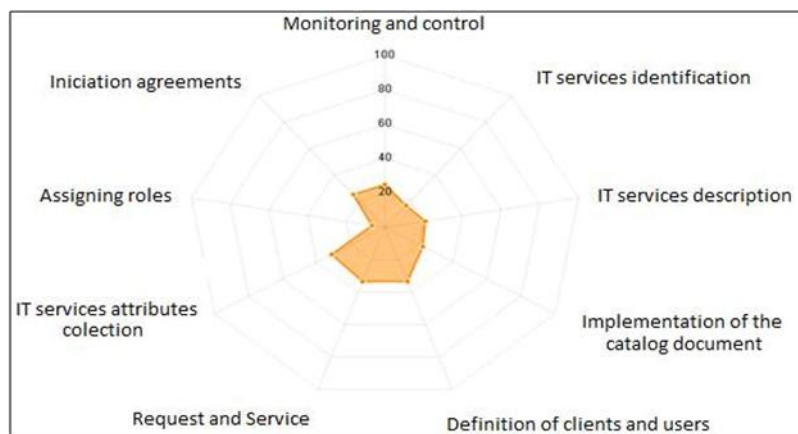 Monitoring and control
100
Iniciation agreements
IT services identification
80
60
40
Assigning roles
20
IT services description
IT services attributes
colection
Implementation of the
catalog document
Request and Service
Definition of clients and users